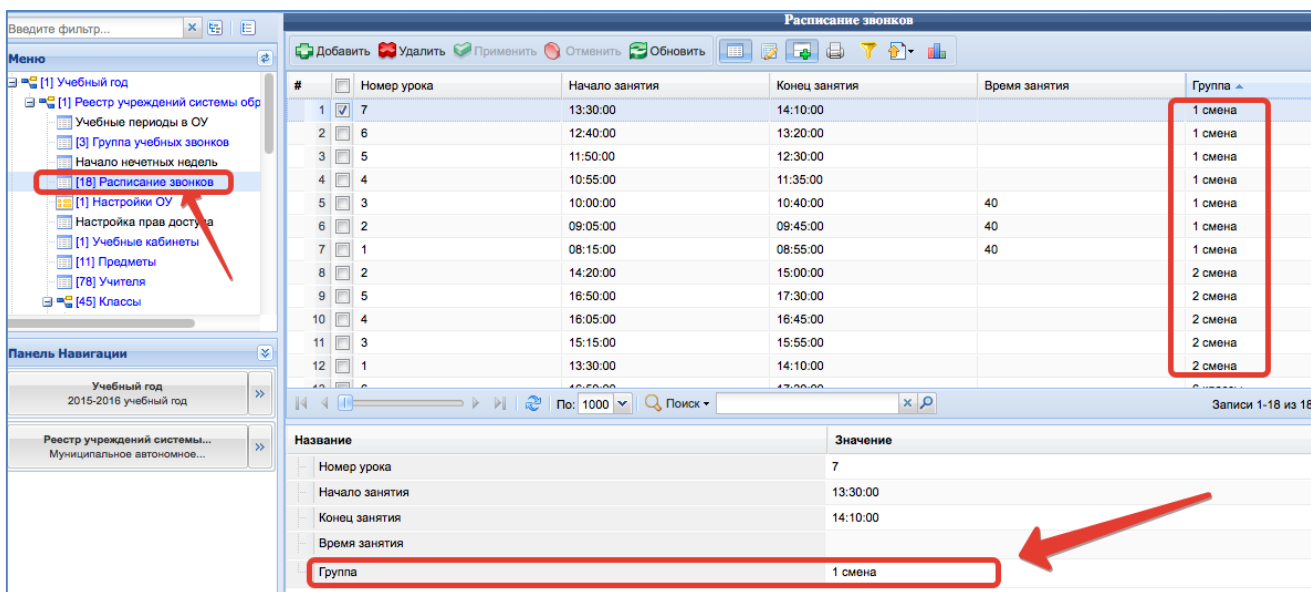 Расписание звонков
Введите фильтр...
Меню
[1] Учебный год
[1] Реестр учреждений системы обр
Учебные периоды в ОУ
[3] Группа учебных звонков
Начало нечетных недель
[18] Расписание звонков
[1] Настройки ОУ
Настройка прав доступа
[1] Учебные кабинеты
[11] Предметы
[78] Учителя
[45] Классы
Панель Навигации
Учебный год
2015-2016 учебный год
Реестр учреждений системы...
Муниципальное автономное...
Добавить Удалить Применить Отменить Обновить
# Номер урока Начало занятия Конец занятия Время занятия Группа
1 7 13:30:00 14:10:00 1 смена
2 6 12:40:00 13:20:00 1 смена
3 5 11:50:00 12:30:00 1 смена
4 4 10:55:00 11:35:00 1 смена
5 3 10:00:00 10:40:00 40 1 смена
6 2 09:05:00 09:45:00 40 1 смена
7 1 08:15:00 08:55:00 40 1 смена
8 2 14:20:00 15:00:00 2 смена
9 5 16:50:00 17:30:00 2 смена
10 4 16:05:00 16:45:00 2 смена
11 3 15:15:00 15:55:00 2 смена
12 1 13:30:00 14:10:00 2 смена
По: 1000 Поиск Записи 1-18 из 18
Название Значение
Номер урока 7
Начало занятия 13:30:00
Конец занятия 14:10:00
Время занятия
Группа 1 смена